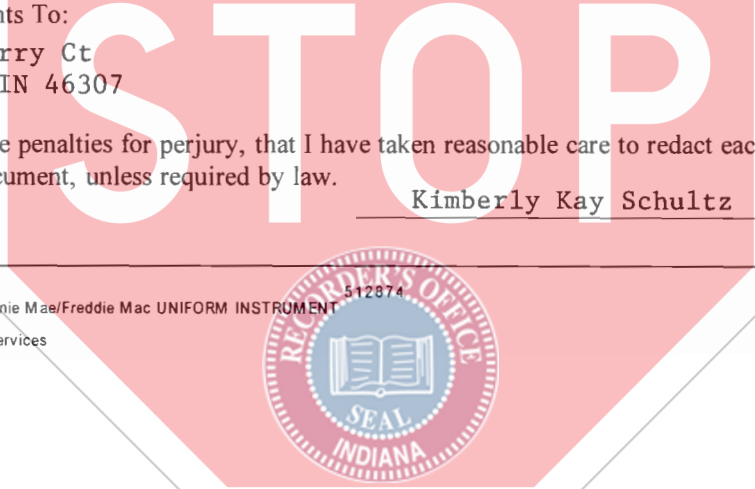 STOP
nts To:
rry Ct
IN 46307
e penalties for perjury, that I have taken reasonable care to redact eac
cument, unless required by law.
Kimberly Kay Schultz
nie Mae/Freddie Mac UNIFORM INSTRUMENT 512874
ervices
RECORDER'S OFFICE
SEAL
INDIANA